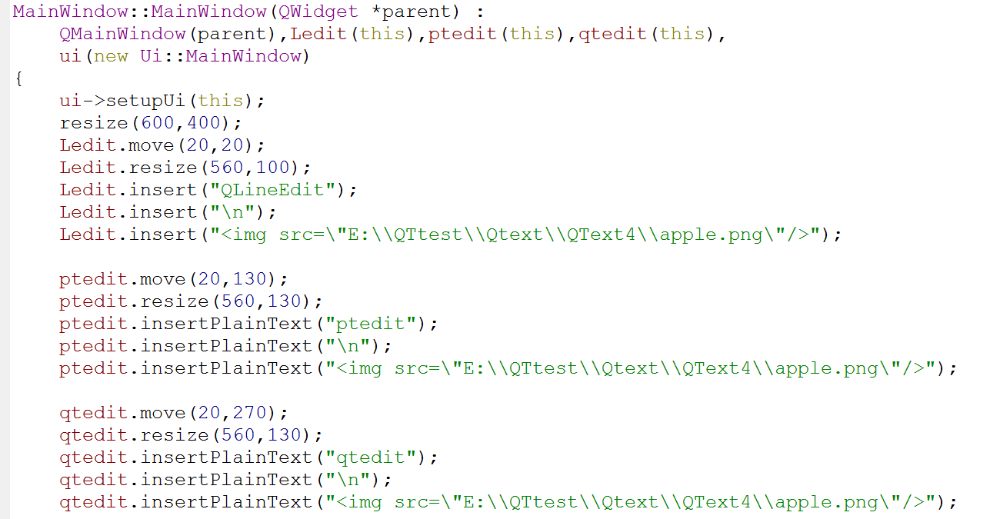 MainWindow::MainWindow(QWidget *parent) :
    QMainWindow(parent),Ledit(this),ptedit(this),qtedit(this),
    ui(new Ui::MainWindow)
{
    ui->setupUi(this);
    resize(600,400);
    Ledit.move(20,20);
    Ledit.resize(560,100);
    Ledit.insert("QLineEdit");
    Ledit.insert("\n");
    Ledit.insert("<img src=\"E:\\QTtest\\Qtext\\QText4\\apple.png\"/>");
    ptedit.move(20,130);
    ptedit.resize(560,130);
    ptedit.insertPlainText("ptedit");
    ptedit.insertPlainText("\n");
    ptedit.insertPlainText("<img src=\"E:\\QTtest\\Qtext\\QText4\\apple.png\"/>");
    qtedit.move(20,270);
    qtedit.resize(560,130);
    qtedit.insertPlainText("qtedit");
    qtedit.insertPlainText("\n");
    qtedit.insertPlainText("<img src=\"E:\\QTtest\\Qtext\\QText4\\apple.png\"/>");